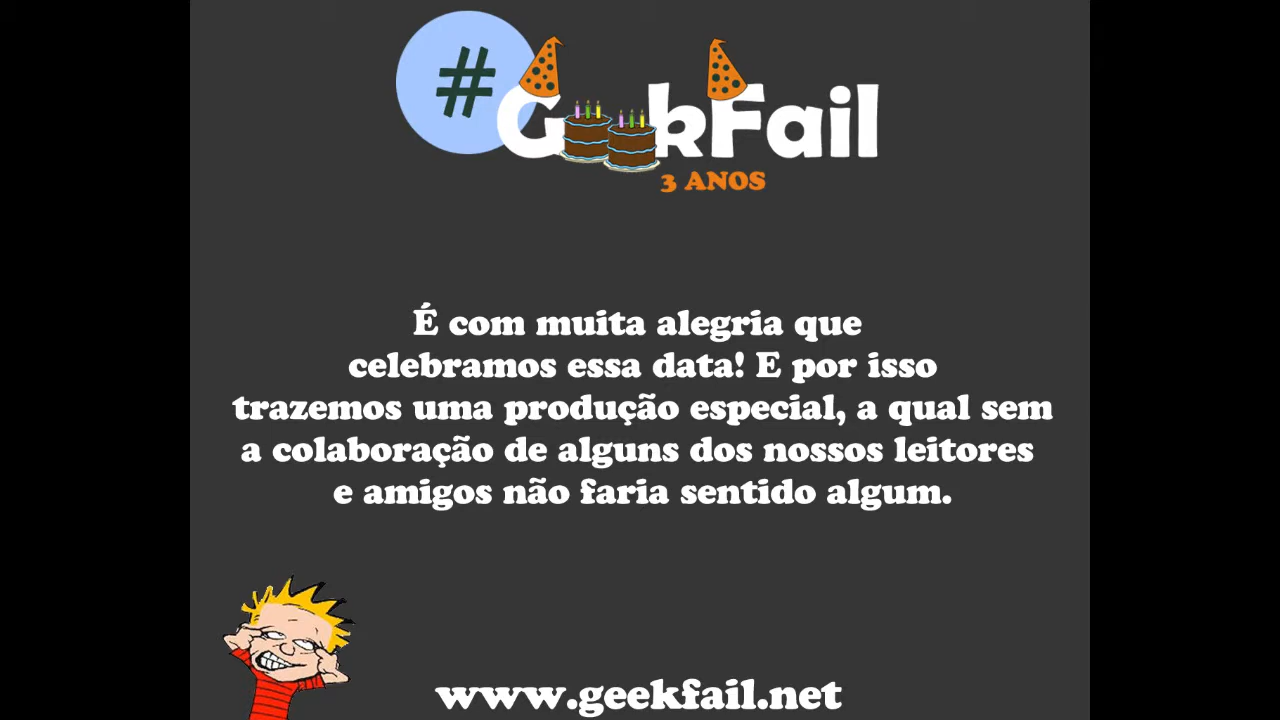 #GeekFail
3 ANOS
É com muita alegria que
celebramos essa data! E por isso
trazemos uma produção especial, a qual sem
a colaboração de alguns dos nossos leitores
e amigos não faria sentido algum.
www.geekfail.net